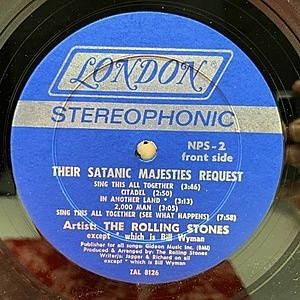 LONDON
STEREOPHONIC
NPS-2
front side
THEIR SATANIC MAJESTIES REQUEST
SING THIS ALL TOGETHER (3:46)
CITADEL (2:50)
IN ANOTHER LAND * (3:13)
2,000 MAN (3:05)
SING THIS ALL TOGETHER (SEE WHAT HAPPENS) (7:58)
Artist: THE ROLLING STONES
except * which is Bill Wyman
Publisher for all songs: Gideon Music (BMI)
Produced & Arranged by: The Rolling Stones
Writer/s: Jagger & Richard on all
except * which is Bill Wyman
ZAL 8126